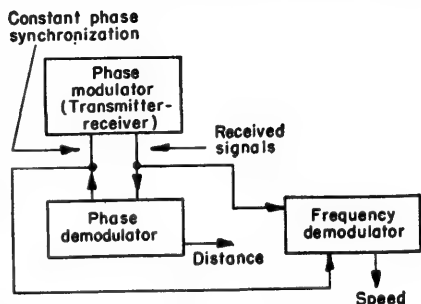 Constant phase
synchronization
Phase
modulator
(Transmitter-
receiver)
Received
signals
Phase
demodulator
Distance
Frequency
demodulator
Speed